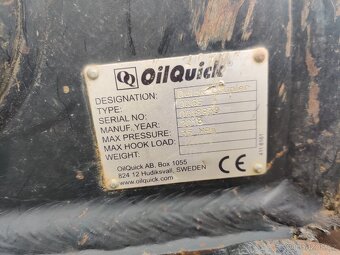 OilQuick
DESIGNATION:
TYPE:
SERIAL NO:
MANUF. YEAR:
MAX PRESSURE:
MAX HOOK LOAD:
WEIGHT:
OilQuick AB, Box 1055
824 12 Hudiksvall, SWEDEN
www.oilquick.com
CE